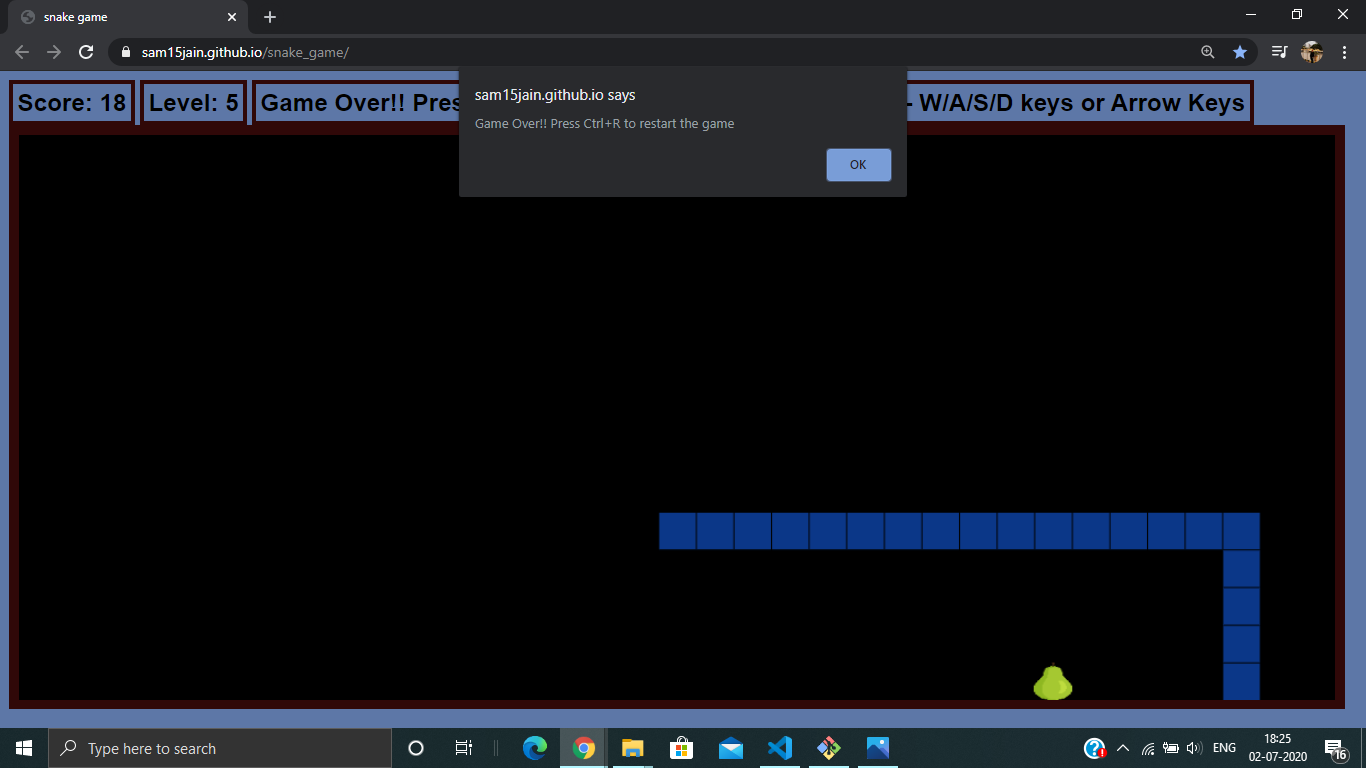 snake game
sam15jain.github.io/snake_game/
Score: 18
Level: 5
Game Over!! Pres
- W/A/S/D keys or Arrow Keys
sam15jain.github.io says
Game Over!! Press Ctrl+R to restart the game
OK
Type here to search
ENG
18:25
02-07-2020
16